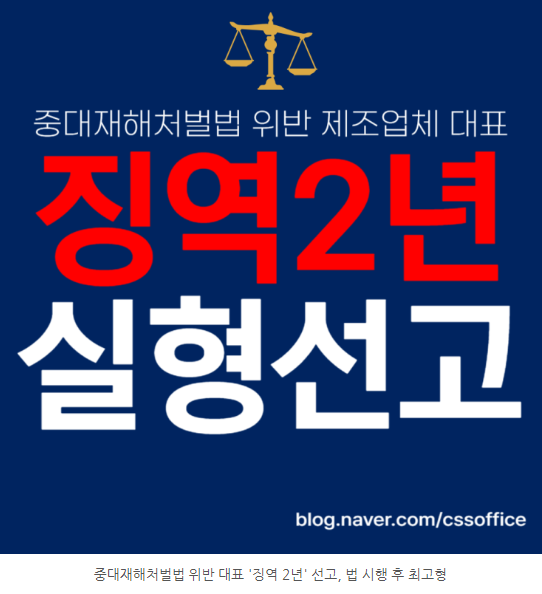 중대재해처벌법 위반 제조업체 대표
징역2년
실형선고
blog.naver.com/cssoffice
중대재해처벌법 위반 대표 '징역 2년' 선고, 법 시행 후 최고형